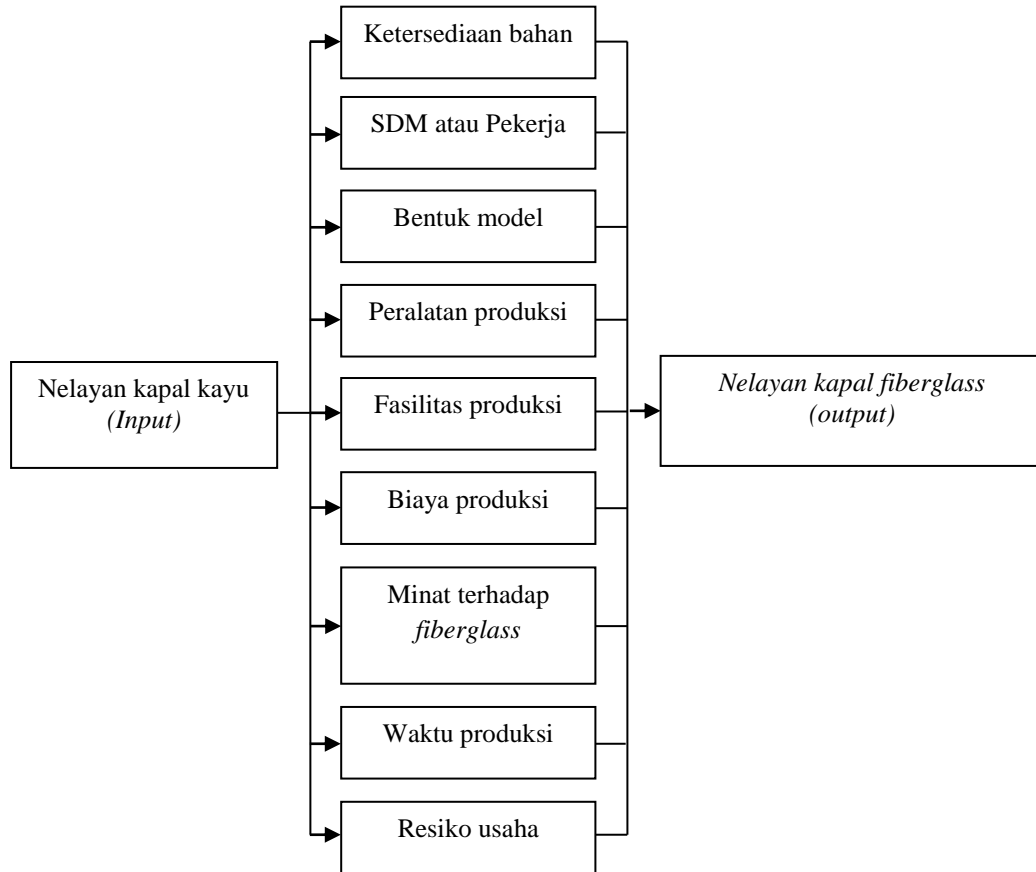 Ketersediaan bahan
SDM atau Pekerja
Bentuk model
Peralatan produksi
Nelayan kapal kayu
(Input)
Fasilitas produksi
Nelayan kapal fiberglass
(output)
Biaya produksi
Minat terhadap
fiberglass
Waktu produksi
Resiko usaha